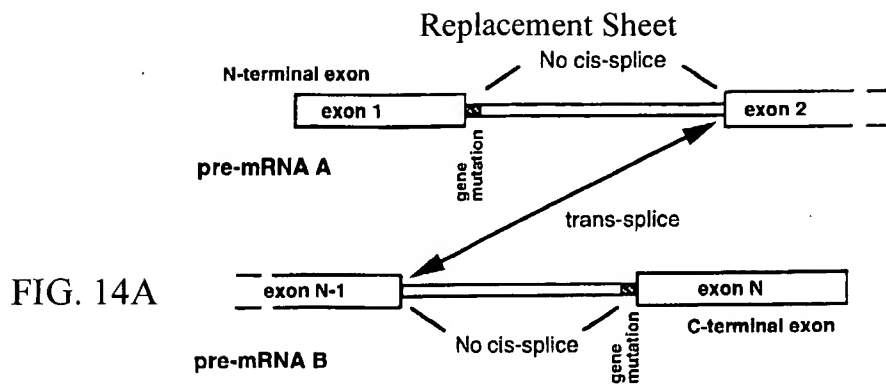 Replacement Sheet
No cis-splice
N-terminal exon
exon 1
exon 2
gene
mutation
pre-mRNA A
trans-splice
FIG. 14A
exon N-1
exon N
No cis-splice
gene
mutation
C-terminal exon
pre-mRNA B